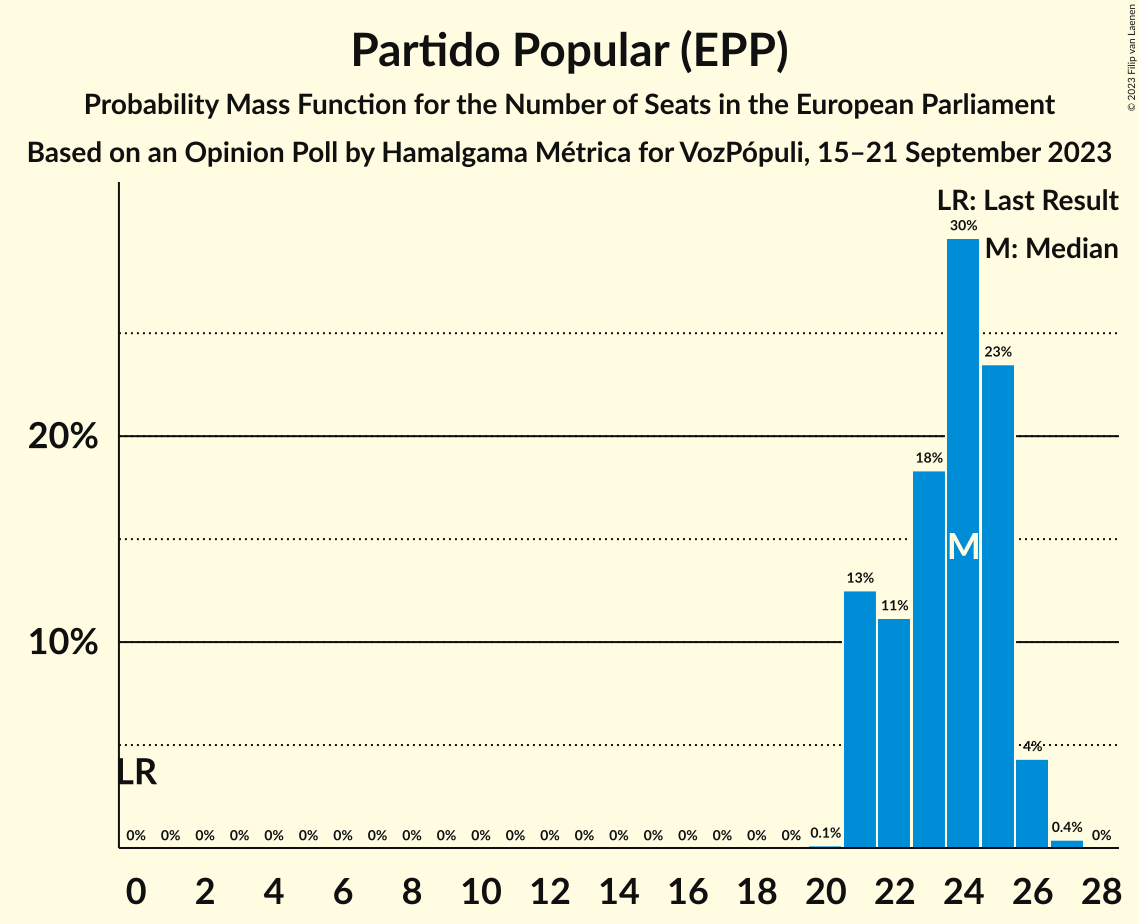 Partido Popular (EPP)
Probability Mass Function for the Number of Seats in the European Parliament
Based on an Opinion Poll by Hamalgama Métrica for VozPópuli, 15–21 September 2023
© 2023 Filip van Laenen
LR: Last Result
M: Median
30%
23%
20%
18%
M
13%
11%
10%
4%
LR
0% 0% 0% 0% 0% 0% 0% 0% 0% 0% 0% 0% 0% 0% 0% 0% 0% 0% 0% 0% 0.1% 0.4% 0%
0 2 4 6 8 10 12 14 16 18 20 22 24 26 28